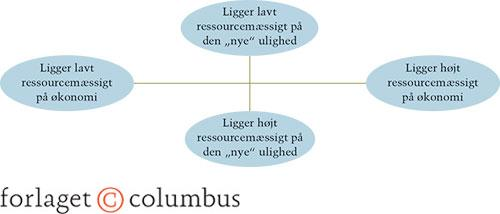 Ligger lavt
ressourcemæssigt på
den „nye“ ulighed
Ligger lavt
ressourcemæssigt
på økonomi
Ligger højt
ressourcemæssigt
på økonomi
Ligger højt
ressourcemæssigt på
den „nye“ ulighed
forlaget © columbus